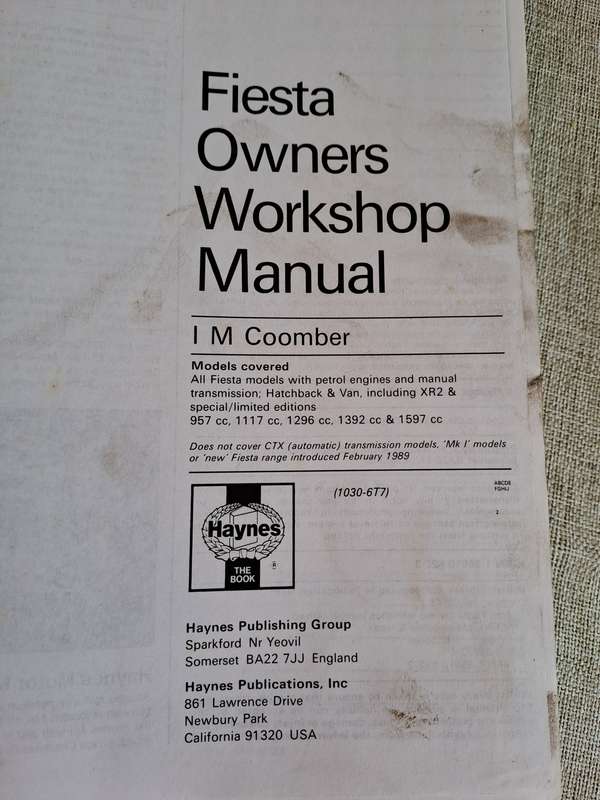 Fiesta
Owners
Workshop
Manual
I M Coomber
Models covered
All Fiesta models with petrol engines and manual
transmission; Hatchback & Van, including XR2 &
special/limited editions
957 cc, 1117 cc, 1296 cc, 1392 cc & 1597 cc
Does not cover CTX (automatic) transmission models, 'Mk I' models
or 'new' Fiesta range introduced February 1989
(1030-6T7)
ABCDE
FGHIJ
2
Haynes
®
THE
BOOK
Haynes Publishing Group
Sparkford Nr Yeovil
Somerset BA22 7JJ England
Haynes Publications, Inc
861 Lawrence Drive
Newbury Park
California 91320 USA